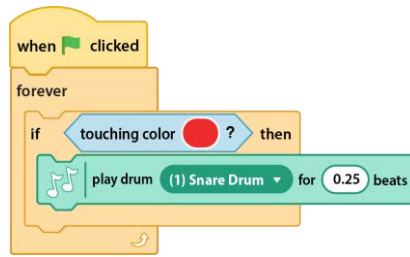 when clicked
forever
if touching color ? then
play drum (1) Snare Drum for 0.25 beats